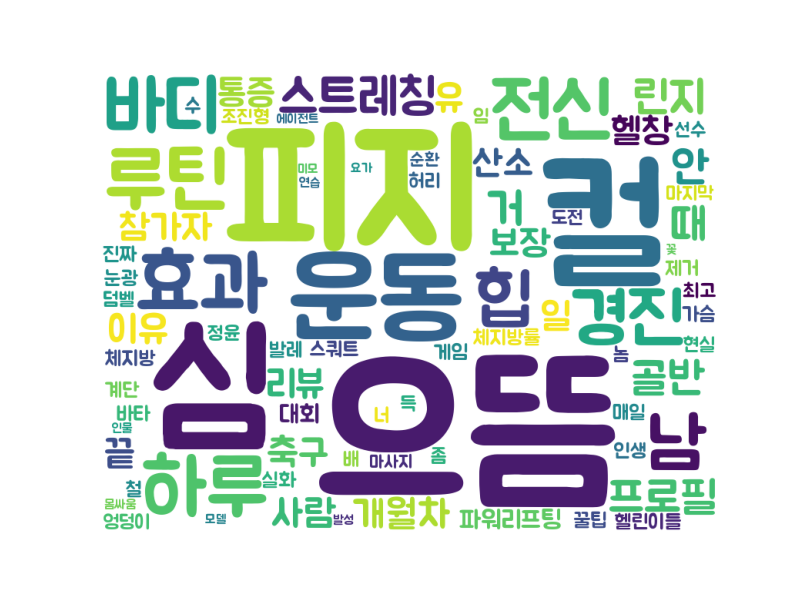 바디 수 통증 스트레칭 유 전신 린지
조진형 에이전트 임 헬창 선수
루틴 피지 미모 연습 요가 순환 허리 산소 컬 안
참가자 거 도전 마지막 때
진짜 효과 운동 보장 꽃
눈광 제거
덤벨 힙 일 경진 최고
이유 정윤 심 체지방률 가슴
체지방 발레 스쿼트 게임 놈 현실
계단 리뷰 으뜸 골반
바타 대회 너 득 매일 남
인물 축구 인생
끝 하루 실화 배 마사지 좀
철 프로필
몸싸움 사람 개월차 파워리프팅 꿀팁 헬린이들
엉덩이 모델 발성